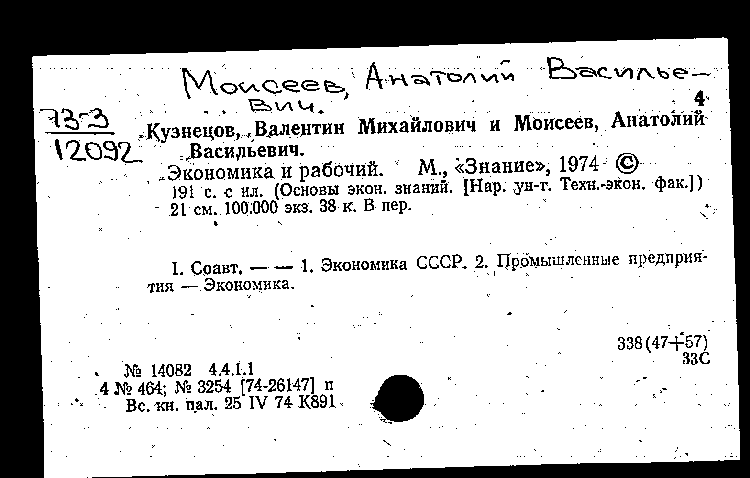 Моисеев, Анатолий Василье-
вич.
4
73-3
12092
Кузнецов, Валентин Михайлович и Моисеев, Анатолий
Васильевич.
Экономика и рабочий. М., «Знание», 1974 ©
191 с. с ил. (Основы экон. знаний. [Нар. ун-т. Техн.-экон. фак.])
21 см. 100.000 экз. 38 к. В пер.
I. Соавт. — — 1. Экономика СССР. 2. Промышленные предприя-
тия — Экономика.
338(47+57)
33С
№ 14082 4.4.1.1
4 № 464; № 3254 [74-26147] п
Вс. кн. пал. 25 IV 74 К891